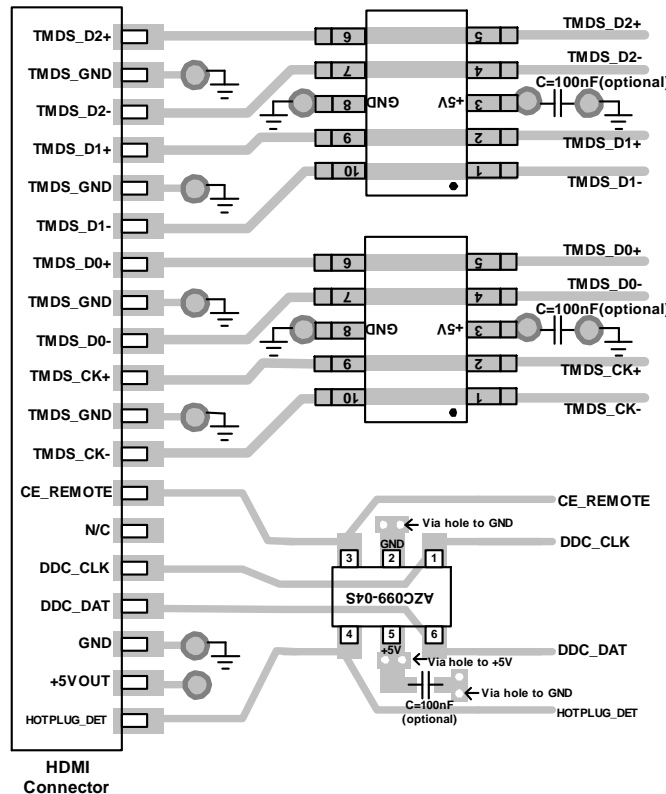 TMDS_D2+
TMDS_GND
TMDS_D2-
TMDS_D1+
TMDS_GND
TMDS_D1-
TMDS_D0+
TMDS_GND
TMDS_D0-
TMDS_CK+
TMDS_GND
TMDS_CK-
CE_REMOTE
N/C
DDC_CLK
DDC_DAT
GND
+5VOUT
HOTPLUG_DET
HDMI
Connector
6
7
8
9
10
GND
+5V
5
4
3
2
1
TMDS_D2+
TMDS_D2-
C=100nF(optional)
TMDS_D1+
TMDS_D1-
6
7
8
9
10
GND
+5V
5
4
3
2
1
TMDS_D0+
TMDS_D0-
C=100nF(optional)
TMDS_CK+
TMDS_CK-
CE_REMOTE
Via hole to GND
DDC_CLK
GND
3
2
1
AZC099-04S
4
5
6
+5V
Via hole to +5V
DDC_DAT
Via hole to GND
C=100nF
(optional)
HOTPLUG_DET